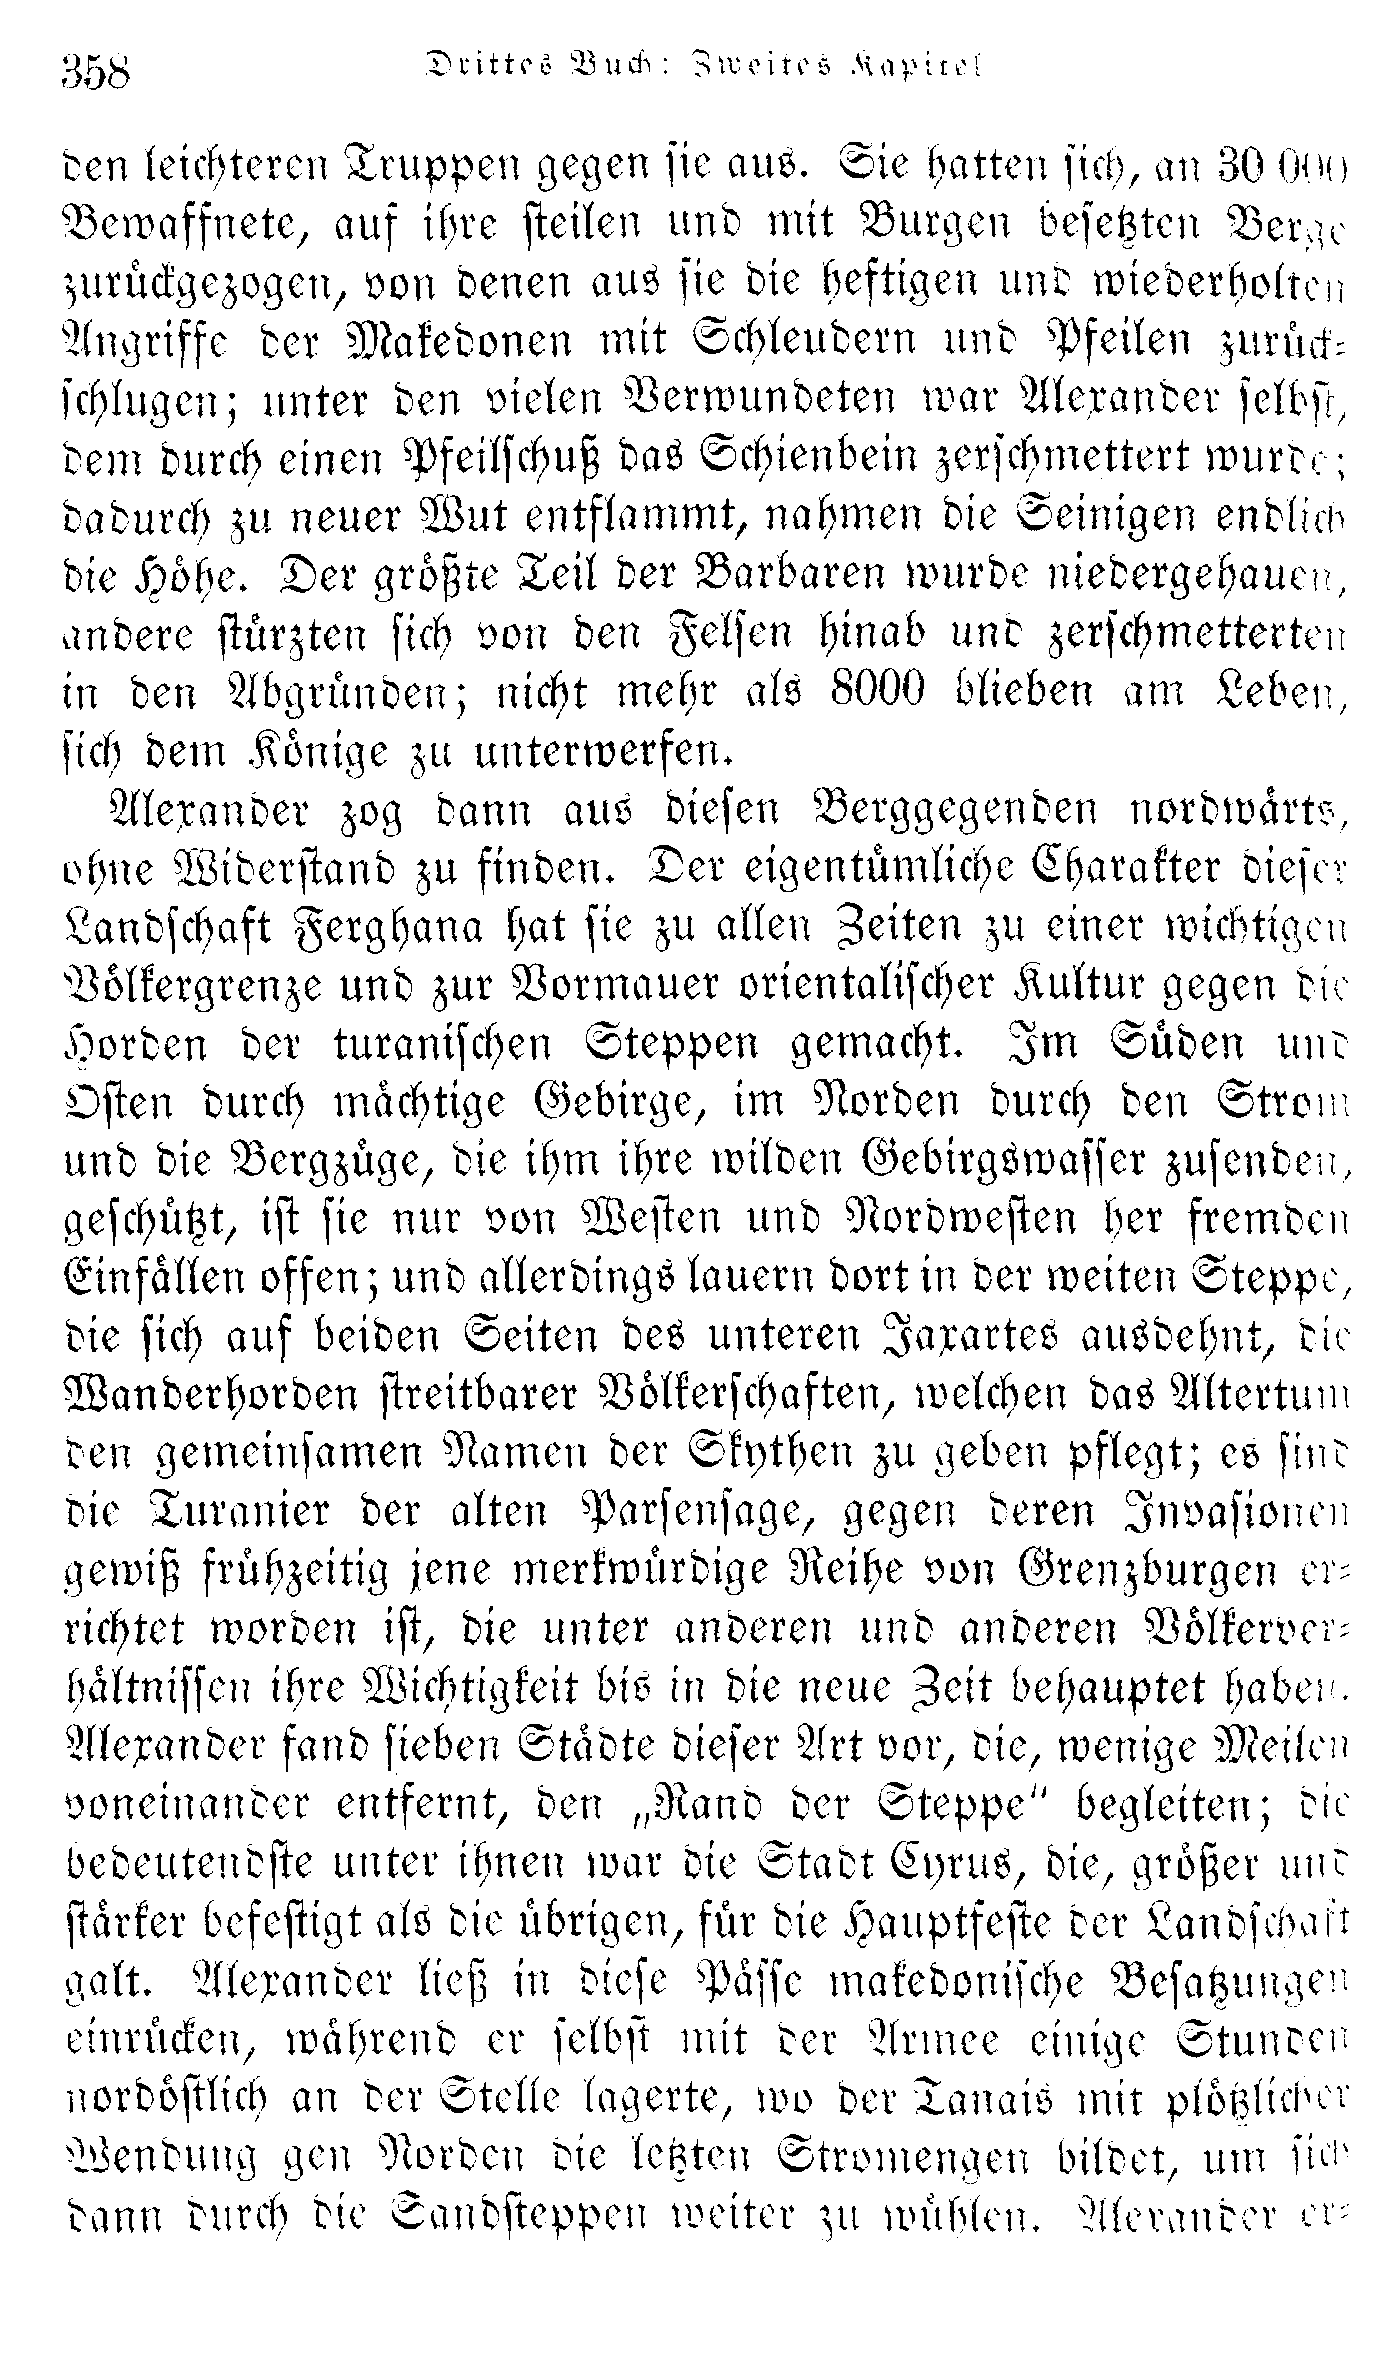 358
Drittes Buch: Zweites Kapitel
den leichteren Truppen gegen sie aus. Sie hatten sich, an 30 000
Bewaffnete, auf ihre steilen und mit Burgen besetzten Berge
zurückgezogen, von denen aus sie die heftigen und wiederholten
Angriffe der Makedonen mit Schleudern und Pfeilen zurück-
schlugen; unter den vielen Verwundeten war Alexander selbst,
dem durch einen Pfeilschuß das Schienbein zerschmettert wurde;
dadurch zu neuer Wut entflammt, nahmen die Seinigen endlich
die Höhe. Der größte Teil der Barbaren wurde niedergehauen,
andere stürzten sich von den Felsen hinab und zerschmetterten
in den Abgründen; nicht mehr als 8000 blieben am Leben,
sich dem Könige zu unterwerfen.
Alexander zog dann aus diesen Berggegenden nordwärts,
ohne Widerstand zu finden. Der eigentümliche Charakter dieser
Landschaft Ferghana hat sie zu allen Zeiten zu einer wichtigen
Völkergrenze und zur Vormauer orientalischer Kultur gegen die
Horden der turanischen Steppen gemacht. Im Süden und
Osten durch mächtige Gebirge, im Norden durch den Strom
und die Bergzüge, die ihm ihre wilden Gebirgswasser zusenden,
geschützt, ist sie nur von Westen und Nordwesten her fremden
Einfällen offen; und allerdings lauern dort in der weiten Steppe,
die sich auf beiden Seiten des unteren Jaxartes ausdehnt, die
Wanderhorden streitbarer Völkerschaften, welchen das Altertum
den gemeinsamen Namen der Skythen zu geben pflegt; es sind
die Turanier der alten Parsensage, gegen deren Invasionen
gewiß frühzeitig jene merkwürdige Reihe von Grenzburgen er-
richtet worden ist, die unter anderen und anderen Völkerver-
hältnissen ihre Wichtigkeit bis in die neue Zeit behauptet haben.
Alexander fand sieben Städte dieser Art vor, die, wenige Meilen
voneinander entfernt, den „Rand der Steppe“ begleiten; die
bedeutendste unter ihnen war die Stadt Cyrus, die, größer und
stärker befestigt als die übrigen, für die Hauptfeste der Landschaft
galt. Alexander ließ in diese Pässe makedonische Besatzungen
einrücken, während er selbst mit der Armee einige Stunden
nordöstlich an der Stelle lagerte, wo der Tanais mit plötzlicher
Wendung gen Norden die letzten Stromengen bildet, um sich
dann durch die Sandsteppen weiter zu wühlen. Alexander er-